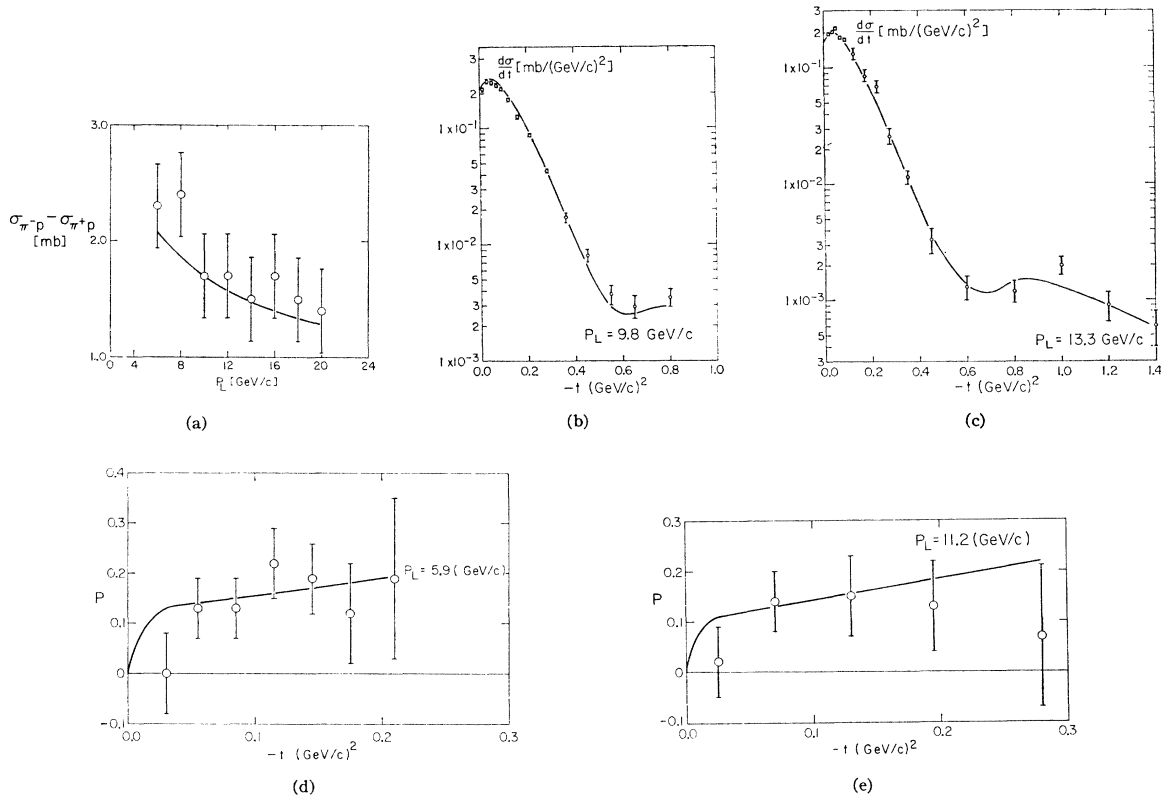 3.0
2.0
1.0
σπ⁻p − σπ⁺p
[mb]
0 4 8 12 16 20 24
P_L [GeV/c]
(a)
dσ/dt [mb/(GeV/c)²]
5
3
2
1x10⁻¹
5
3
2
1x10⁻²
5
3
2
1x10⁻³
P_L = 9.8 GeV/c
0.0 0.2 0.4 0.6 0.8 1.0
-t (GeV/c)²
(b)
dσ/dt [mb/(GeV/c)²]
3
2
1x10⁻¹
5
3
2
1x10⁻²
5
3
2
1x10⁻³
5
3
P_L = 13.3 GeV/c
0.0 0.2 0.4 0.6 0.8 1.0 1.2 1.4
-t (GeV/c)²
(c)
0.4
0.3
0.2
P
0.1
0
-0.1
P_L = 5.9 (GeV/c)
0.0 0.1 0.2 0.3
-t (GeV/c)²
(d)
0.3
0.2
P
0.1
0
-0.1
P_L = 11.2 (GeV/c)
0.0 0.1 0.2 0.3
-t (GeV/c)²
(e)